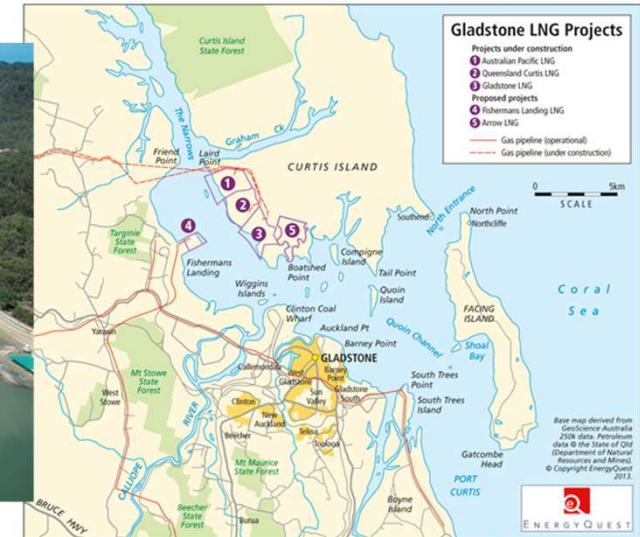 Gladstone LNG Projects
Projects under construction
1 Australian Pacific LNG
2 Queensland Curtis LNG
3 Gladstone LNG
Proposed projects
4 Fishermans Landing LNG
5 Arrow LNG
Gas pipeline (operational)
Gas pipeline (under construction)
0 5km
SCALE
Curtis Island
State Forest
The Narrows
Graham Ck
Friend
Point
Laird
Point
CURTIS ISLAND
1
2
3
4
5
Targinie
State
Forest
Fishermans
Landing
Boatshed
Point
Wiggins
Islands
Compigne
Island
Tail Point
Quoin
Island
Southend
North Entrance
North Point
Northcliffe
Coral
Sea
FACING
ISLAND
Shoal
Bay
Quoin Channel
Clinton Coal
Wharf
Auckland Pt
Barney Point
GLADSTONE
Yarwun
Callemondah
West
Gladstone
Barney
Point
Gladstone
South
Sun
Valley
South Trees
Point
South Trees
Island
Mt Stowe
State
Forest
West
Stowe
Clinton
New
Auckland
Beecher
Telina
Toolooa
Mt Maurice
State Forest
CALLIOPE
RIVER
Beecher
State
Forest
Burua
BRUCE HWY
Boyne
Island
Gatcombe
Head
PORT
CURTIS
Base map derived from
GeoScience Australia
250k data. Petroleum
data © the State of Qld
(Department of Natural
Resources and Mines).
© Copyright EnergyQuest
2013.
ENERGYQUEST